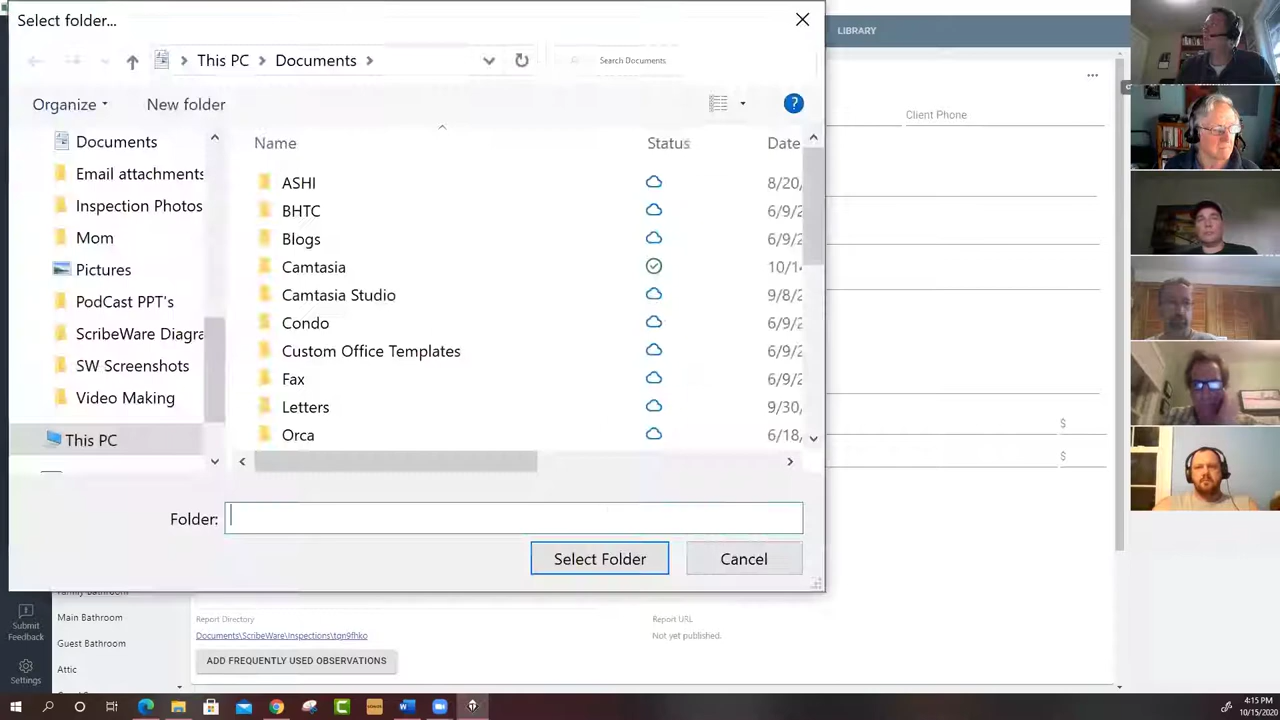 Select folder...
This PC
Documents
Search Documents
Organize
New folder
?
Documents
Email attachments
Inspection Photos
Mom
Pictures
PodCast PPT's
ScribeWare Diagra
SW Screenshots
Video Making
This PC
Name Status Date
ASHI 8/20/
BHTC 6/9/2
Blogs 6/9/2
Camtasia 10/1
Camtasia Studio 9/8/2
Condo 6/9/2
Custom Office Templates 6/9/2
Fax 6/9/2
Letters 9/30/
Orca 6/18/
Folder:
Select Folder
Cancel
LIBRARY
Client Phone
$
$
Family Bathroom
Main Bathroom
Guest Bathroom
Attic
Submit
Feedback
Settings
Report Directory
Documents\ScribeWare\Inspections\tqn9fhko
Report URL
Not yet published.
ADD FREQUENTLY USED OBSERVATIONS
4:15 PM
10/15/2020